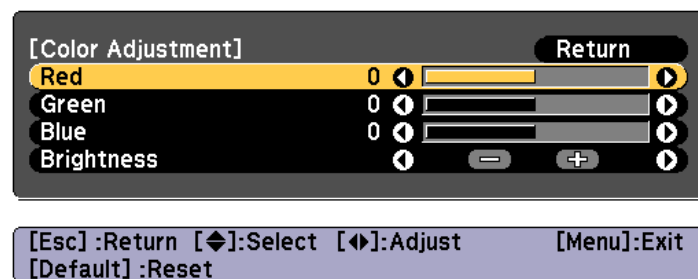 [Color Adjustment] Return
Red 0
Green 0
Blue 0
Brightness − +
[Esc] :Return [◆]:Select [◆]:Adjust [Menu]:Exit
[Default] :Reset